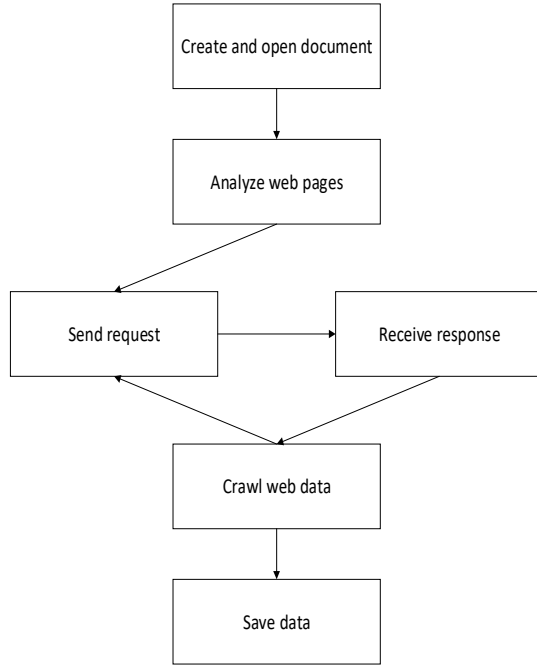 Create and open document
Analyze web pages
Send request
Receive response
Crawl web data
Save data